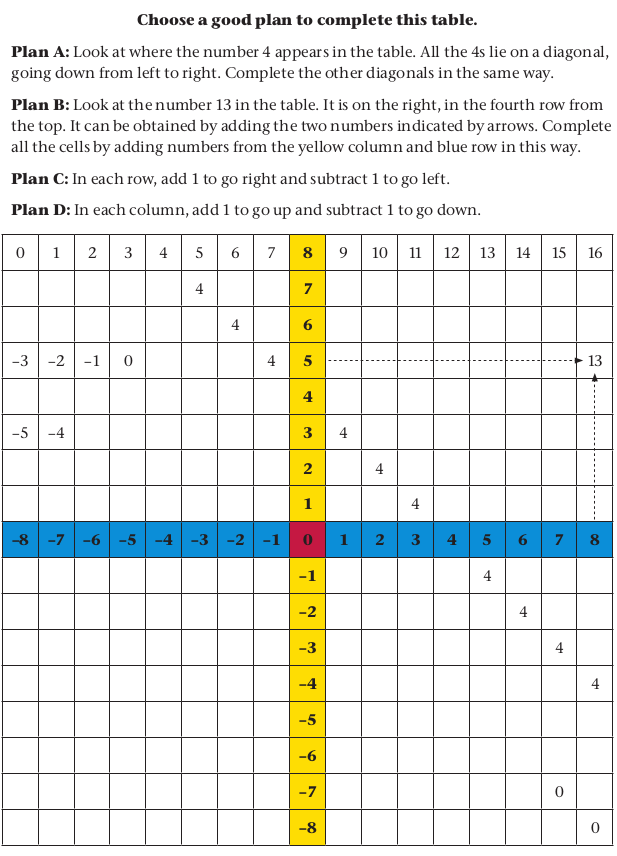 Choose a good plan to complete this table.
Plan A: Look at where the number 4 appears in the table. All the 4s lie on a diagonal,
going down from left to right. Complete the other diagonals in the same way.
Plan B: Look at the number 13 in the table. It is on the right, in the fourth row from
the top. It can be obtained by adding the two numbers indicated by arrows. Complete
all the cells by adding numbers from the yellow column and blue row in this way.
Plan C: In each row, add 1 to go right and subtract 1 to go left.
Plan D: In each column, add 1 to go up and subtract 1 to go down.
0 1 2 3 4 5 6 7 8 9 10 11 12 13 14 15 16
4 7
4 6
–3 –2 –1 0 4 5 13
4
–5 –4 3 4
2 4
1 4
–8 –7 –6 –5 –4 –3 –2 –1 0 1 2 3 4 5 6 7 8
–1 4
–2 4
–3 4
–4 4
–5
–6
–7 0
–8 0